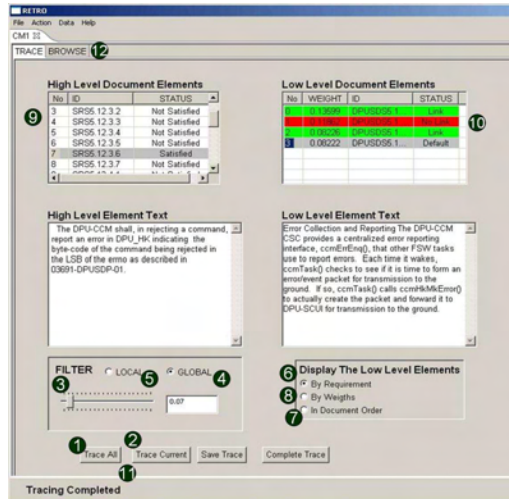 RETRO
File Action Data Help
CM1
TRACE BROWSE 12
High Level Document Elements
No ID STATUS
3 SRS5.12.3.2 Not Satisfied
4 SRS5.12.3.3 Not Satisfied
5 SRS5.12.3.4 Not Satisfied
6 SRS5.12.3.5 Not Satisfied
7 SRS5.12.3.6 Satisfied
8 SRS5.12.3.7 Not Satisfied
9
Low Level Document Elements
No WEIGHT ID STATUS
0 0.13599 DPUSDS5.1 Link
DPUSDS5.1 No Link
2 0.08226 DPUSDS5.1 Link
3 0.08222 DPUSDS5.1... Default
10
High Level Element Text
The DPU-CCM shall, in rejecting a command,
report an error in DPU_HK indicating the
byte-code of the command being rejected in
the LSB of the errno as described in
03691-DPUSDP-01.
Low Level Element Text
Error Collection and Reporting The DPU-CCM
CSC provides a centralized error reporting
interface, ccmErrEnq(), that other FSW tasks
use to report errors. Each time it wakes,
ccmTask() checks to see if it is time to form an
error/event packet for transmission to the
ground. If so, ccmTask() calls ccmHkMkError()
to actually create the packet and forward it to
DPU-SCUI for transmission to the ground.
FILTER LOCAL GLOBAL
3 5 4
0.07
6 Display The Low Level Elements
By Requirement
8 By Weigths
7 In Document Order
1 2
Trace All Trace Current Save Trace Complete Trace
11
Tracing Completed